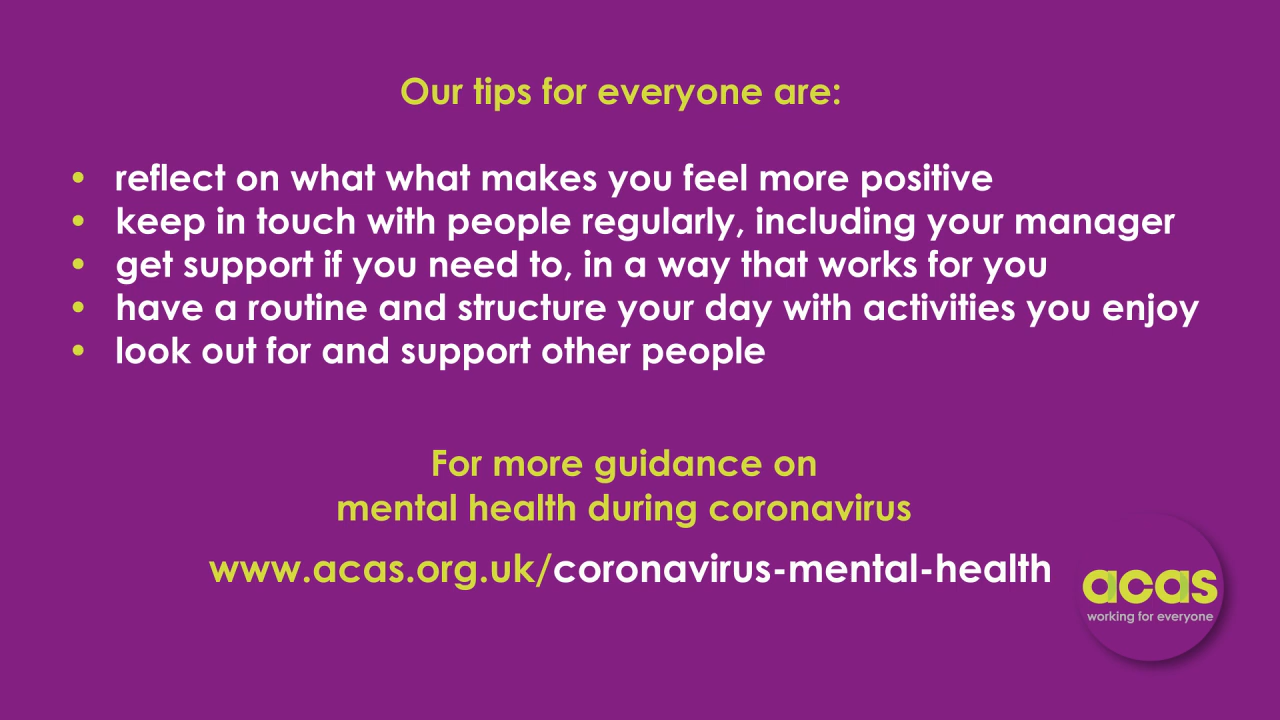 Our tips for everyone are:
• reflect on what what makes you feel more positive
• keep in touch with people regularly, including your manager
• get support if you need to, in a way that works for you
• have a routine and structure your day with activities you enjoy
• look out for and support other people
For more guidance on
mental health during coronavirus
www.acas.org.uk/coronavirus-mental-health
acas
working for everyone